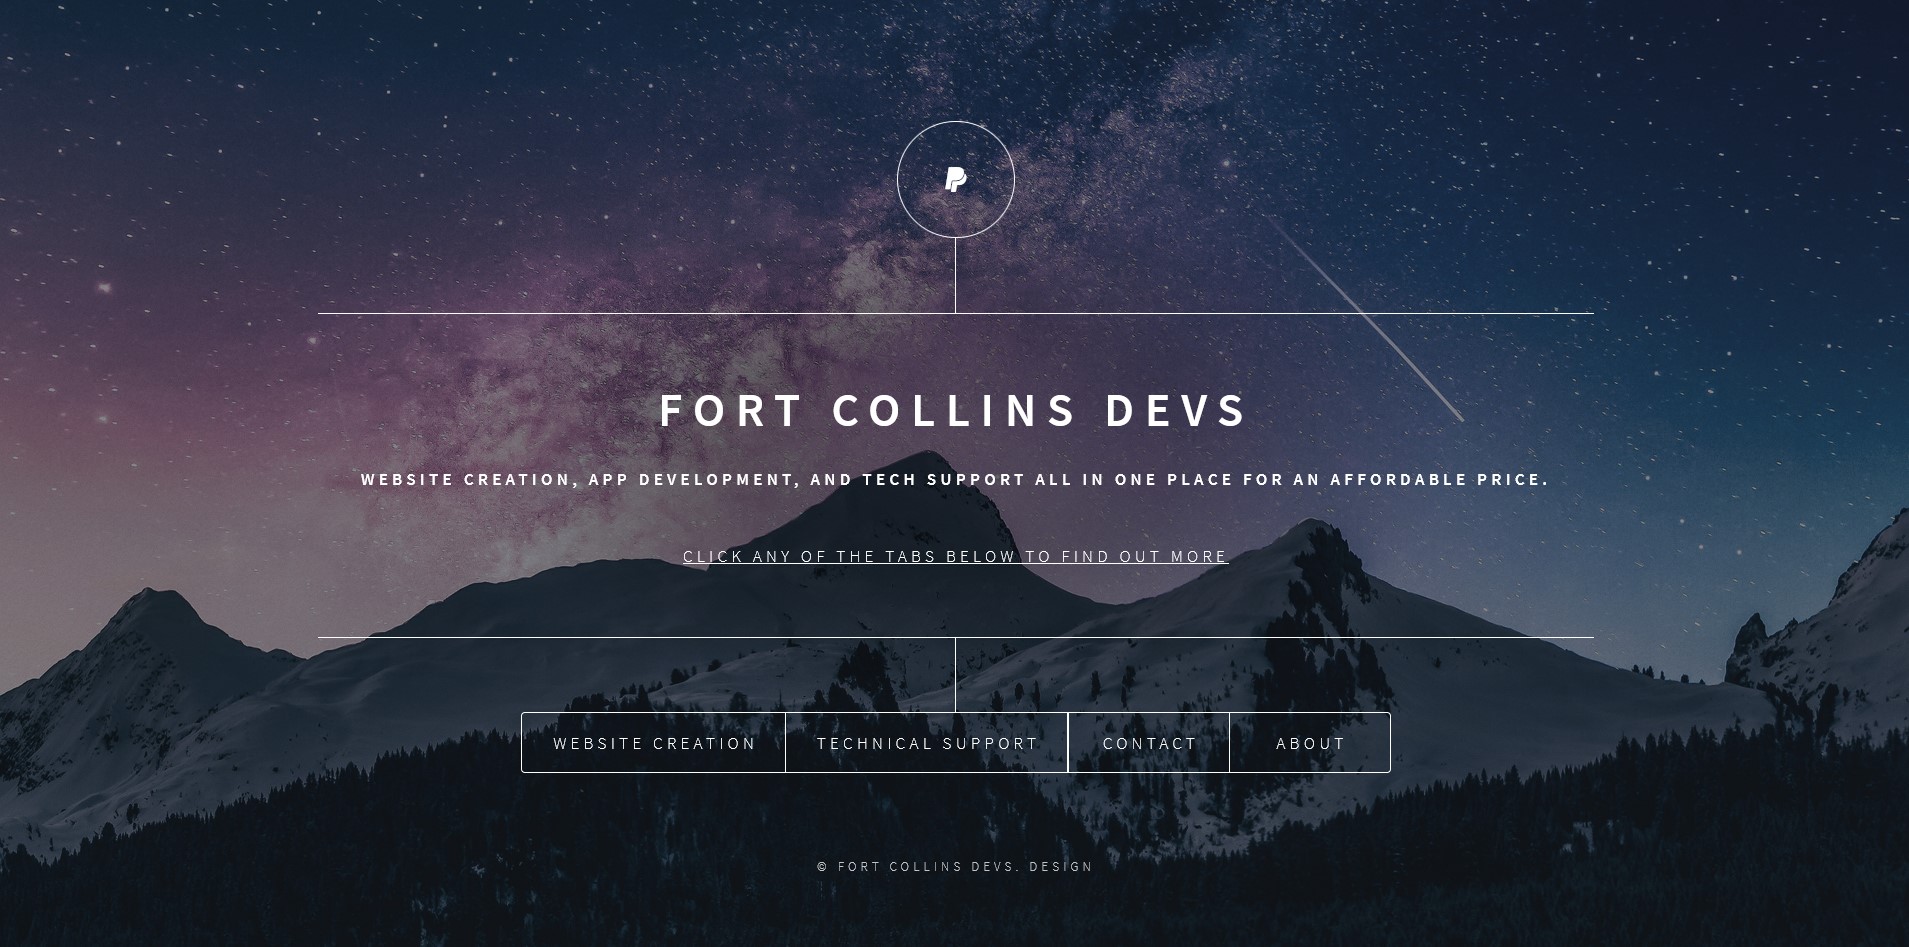 FORT COLLINS DEVS
WEBSITE CREATION, APP DEVELOPMENT, AND TECH SUPPORT ALL IN ONE PLACE FOR AN AFFORDABLE PRICE.
CLICK ANY OF THE TABS BELOW TO FIND OUT MORE
WEBSITE CREATION
TECHNICAL SUPPORT
CONTACT
ABOUT
© FORT COLLINS DEVS. DESIGN